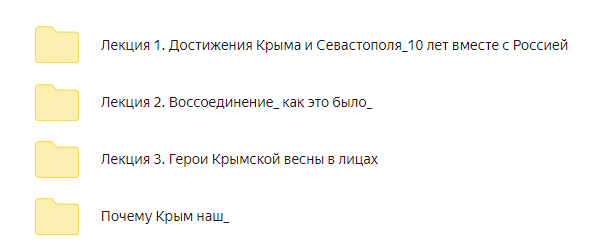 Лекция 1. Достижения Крыма и Севастополя_10 лет вместе с Россией
Лекция 2. Воссоединение_ как это было_
Лекция 3. Герои Крымской весны в лицах
Почему Крым наш_